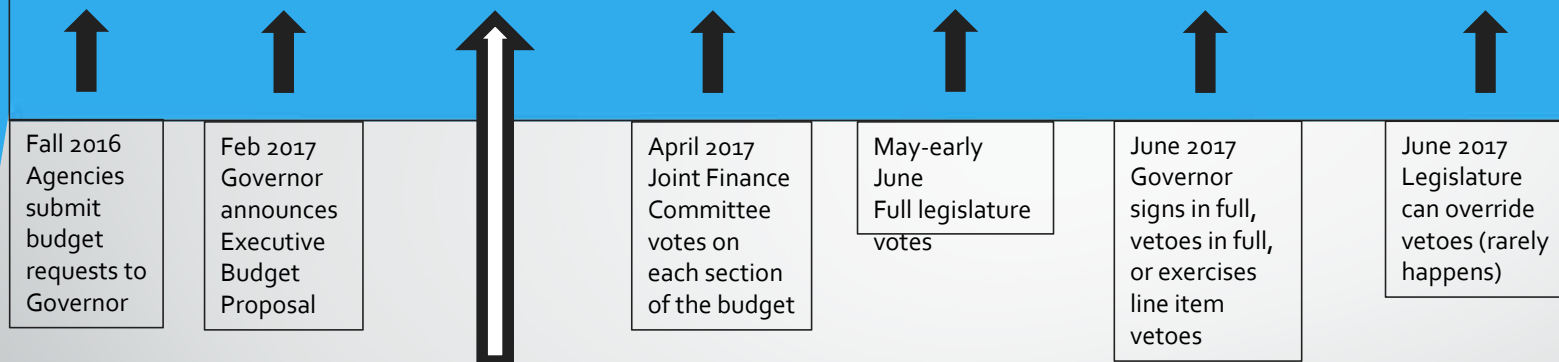 Fall 2016
Agencies
submit
budget
requests to
Governor
Feb 2017
Governor
announces
Executive
Budget
Proposal
April 2017
Joint Finance
Committee
votes on
each section
of the budget
May-early
June
Full legislature
votes
June 2017
Governor
signs in full,
vetoes in full,
or exercises
line item
vetoes
June 2017
Legislature
can override
vetoes (rarely
happens)